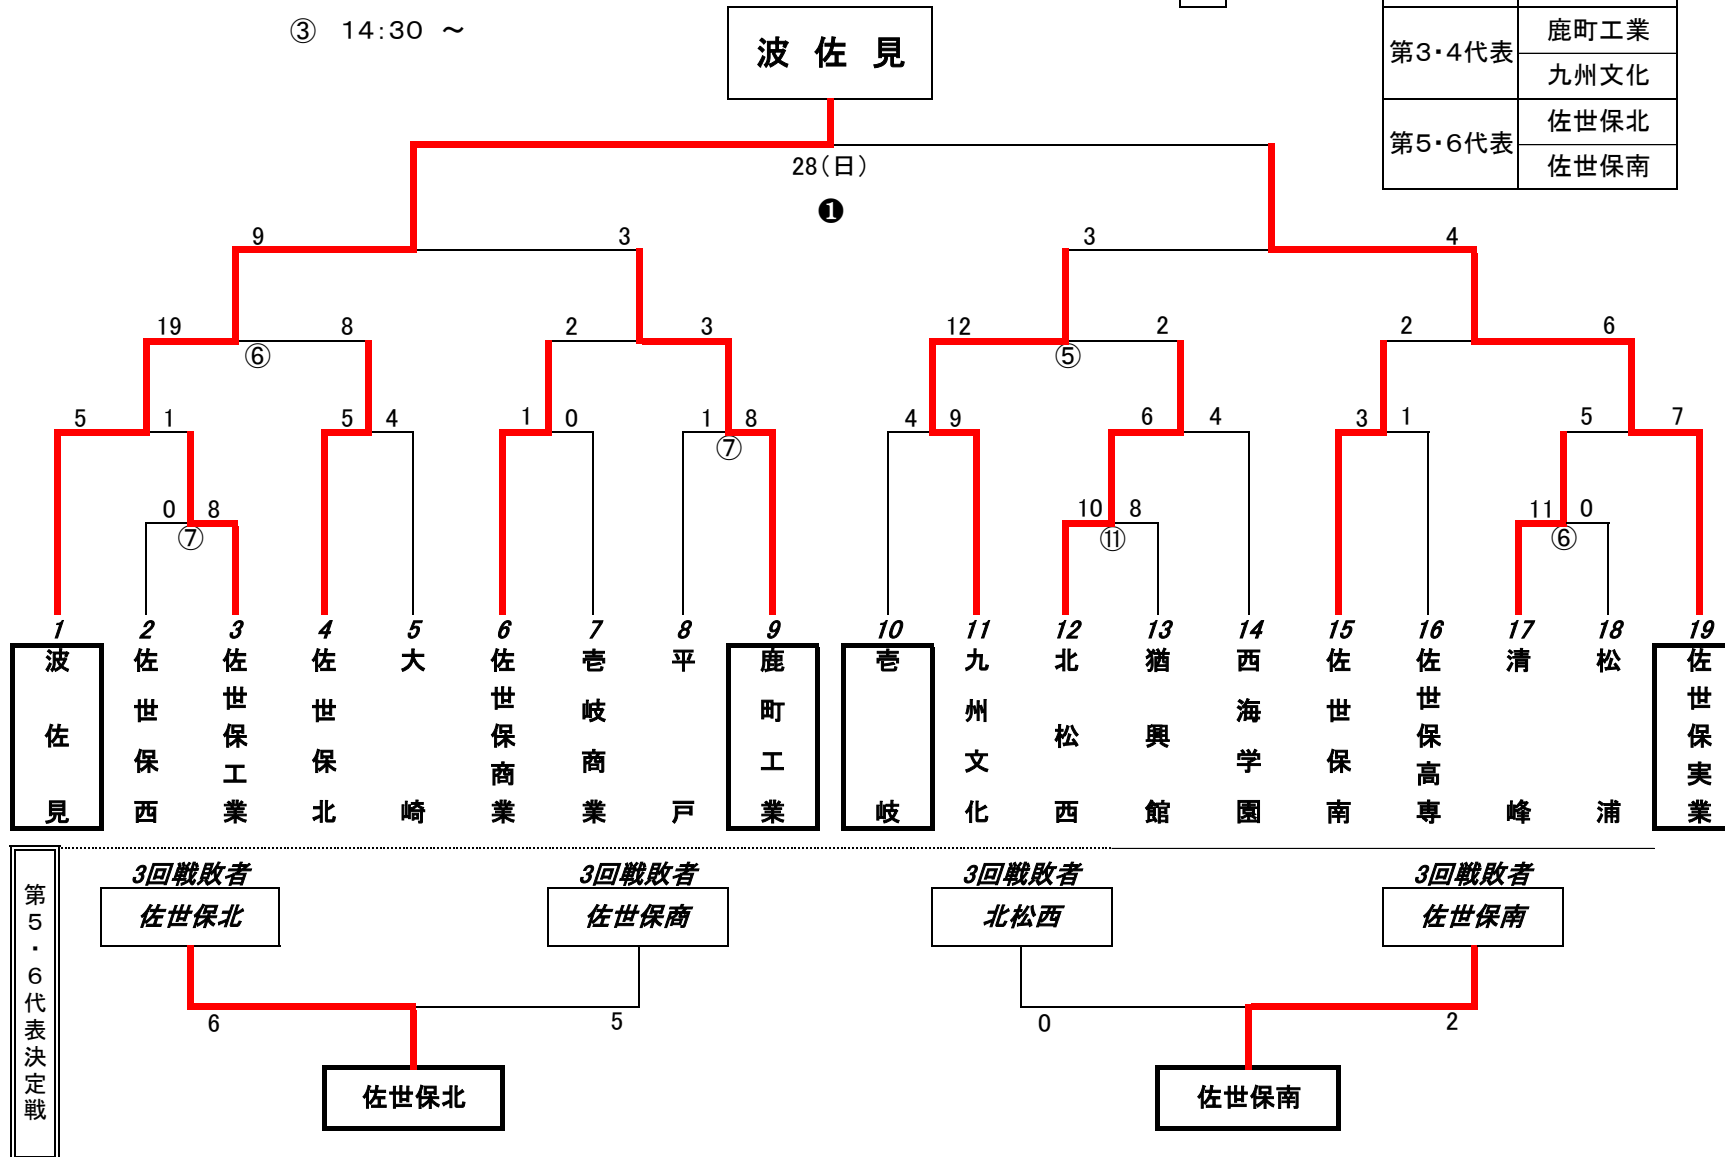 ③ 14:30 ～
波佐見
第3・4代表
鹿町工業
九州文化
第5・6代表
佐世保北
佐世保南
28(日)
❶
9 3 3 4
19 8 2 3 12 2 2 6
⑥ ⑤
5 1 5 4 1 0 1 8 4 9 6 4 3 1 5 7
⑦
0 8 10 8 11 0
⑦ ⑪ ⑥
1 2 3 4 5 6 7 8 9 10 11 12 13 14 15 16 17 18 19
波佐見
佐世保西
佐世保工業
佐世保北
大崎
佐世保商業
壱岐商業
平戸
鹿町工業
壱岐
九州文化
北松西
猶興館
西海学園
佐世保南
佐世保高専
清峰
松浦
佐世保実業
第5・6代表決定戦
3回戦敗者 3回戦敗者 3回戦敗者 3回戦敗者
佐世保北 佐世保商 北松西 佐世保南
6 5 0 2
佐世保北 佐世保南